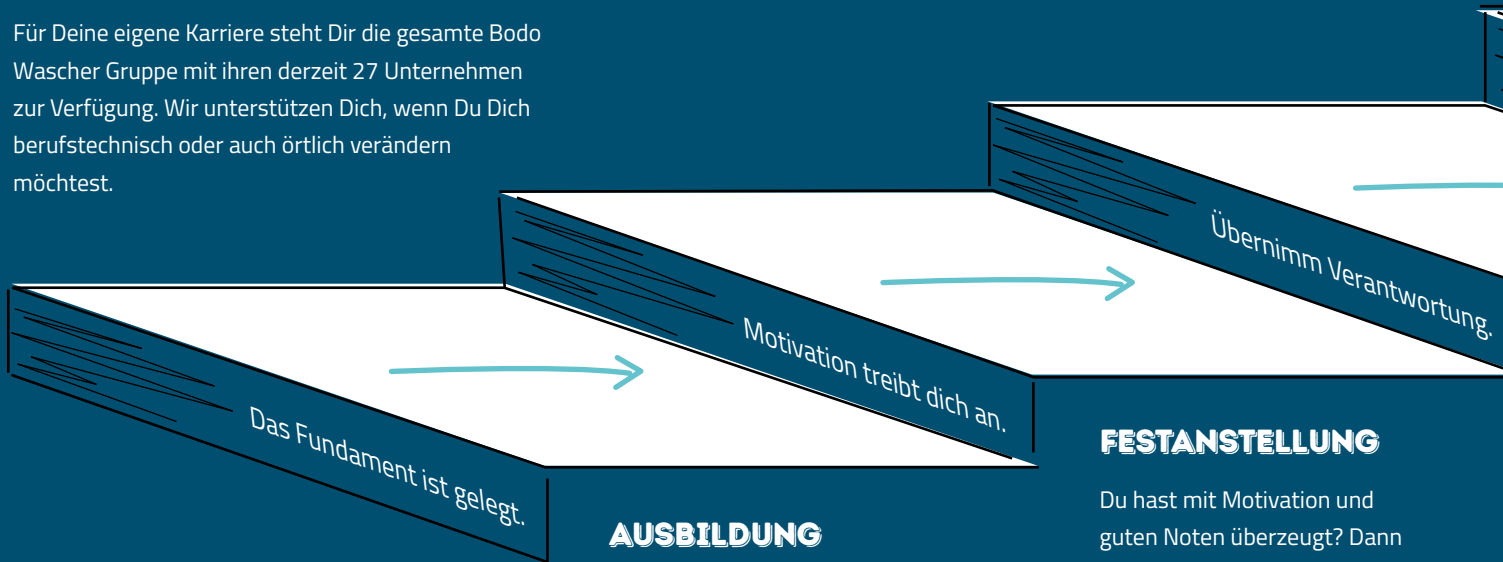 Für Deine eigene Karriere steht Dir die gesamte Bodo
Wascher Gruppe mit ihren derzeit 27 Unternehmen
zur Verfügung. Wir unterstützen Dich, wenn Du Dich
berufstechnisch oder auch örtlich verändern
möchtest.
Das Fundament ist gelegt.
Motivation treibt dich an.
Übernimm Verantwortung.
AUSBILDUNG
FESTANSTELLUNG
Du hast mit Motivation und
guten Noten überzeugt? Dann